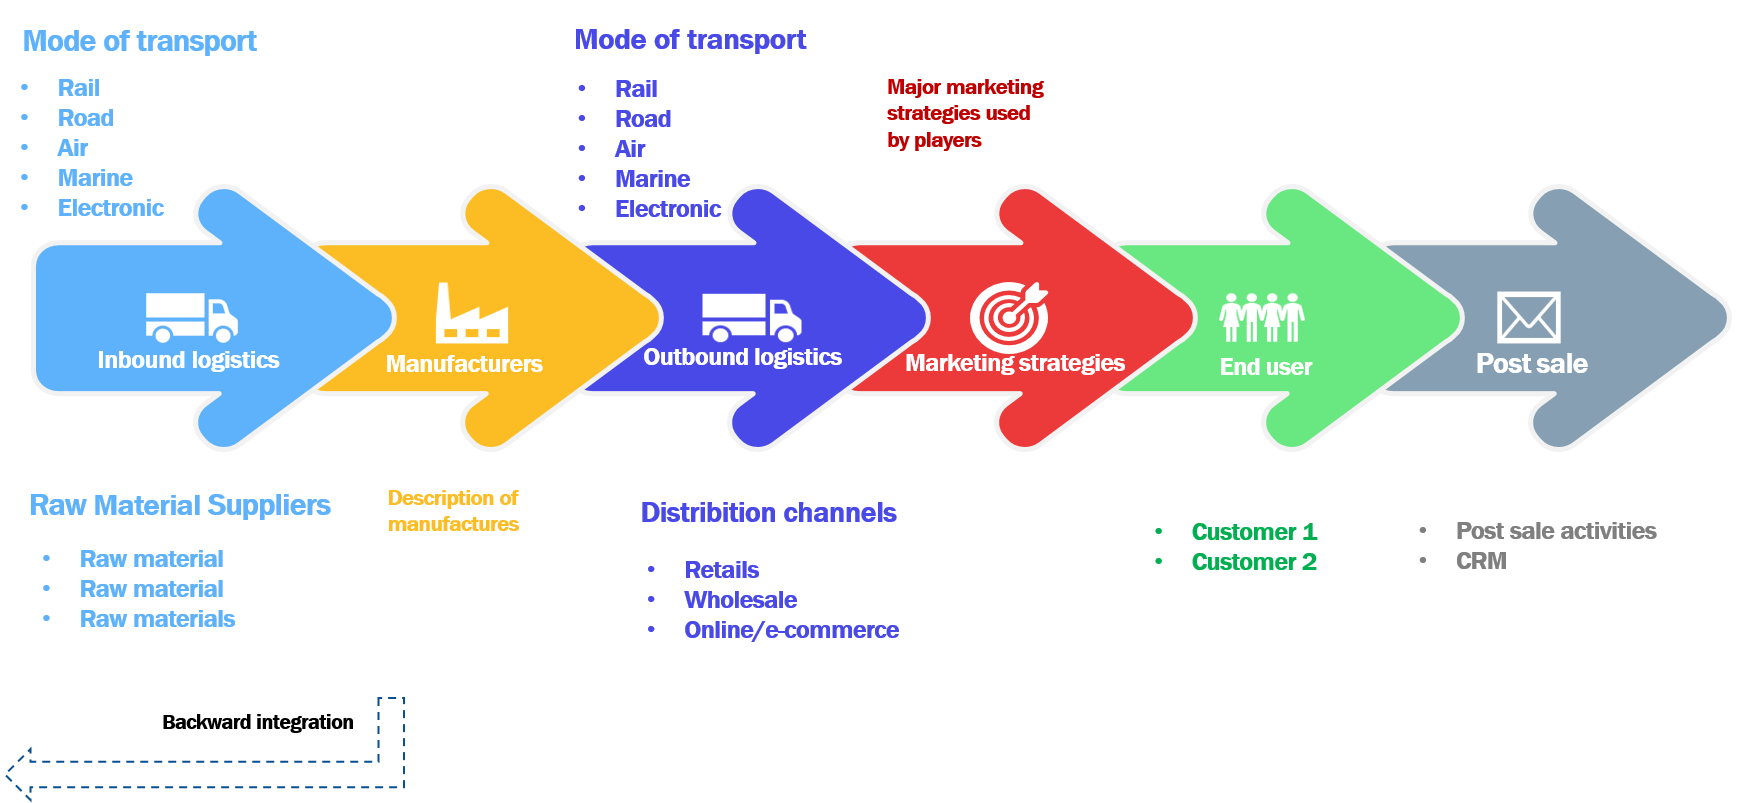 Mode of transport
• Rail
• Road
• Air
• Marine
• Electronic
Mode of transport
• Rail
• Road
• Air
• Marine
• Electronic
Major marketing
strategies used
by players
Inbound logistics
Manufacturers
Outbound logistics
Marketing strategies
End user
Post sale
Raw Material Suppliers
• Raw material
• Raw material
• Raw materials
Description of
manufactures
Distribition channels
• Retails
• Wholesale
• Online/e-commerce
• Customer 1
• Customer 2
• Post sale activities
• CRM
Backward integration